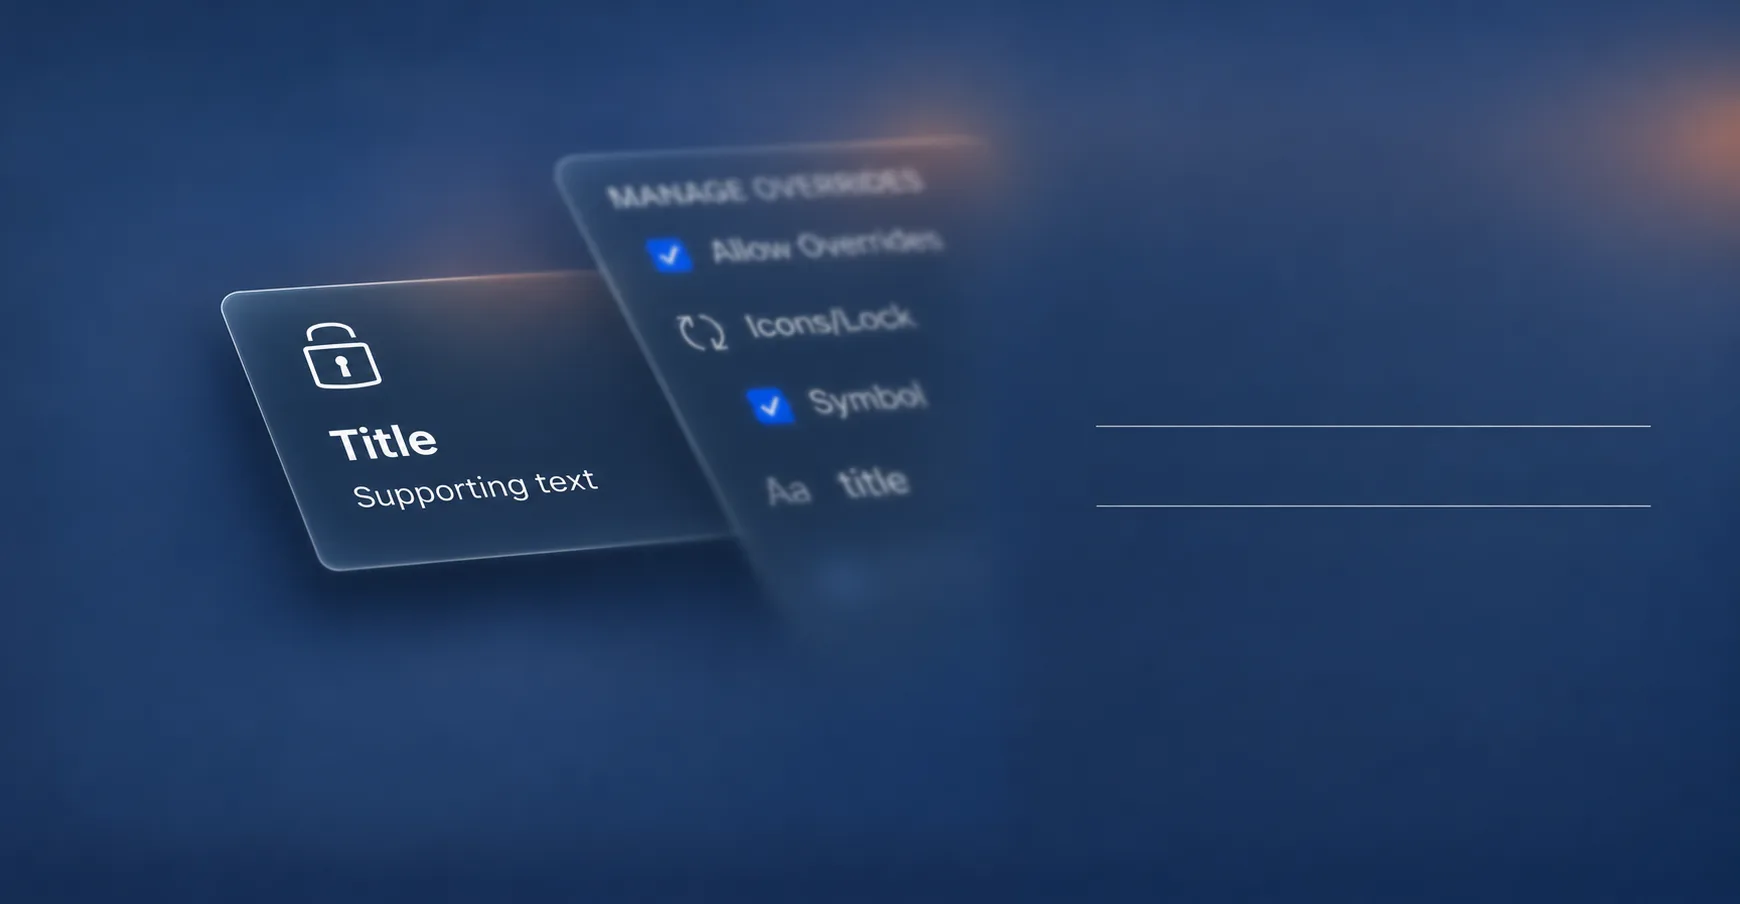 Title
Supporting text
MANAGE OVERRIDES
Allow Overrides
Icons/Lock
Symbol
Aa title